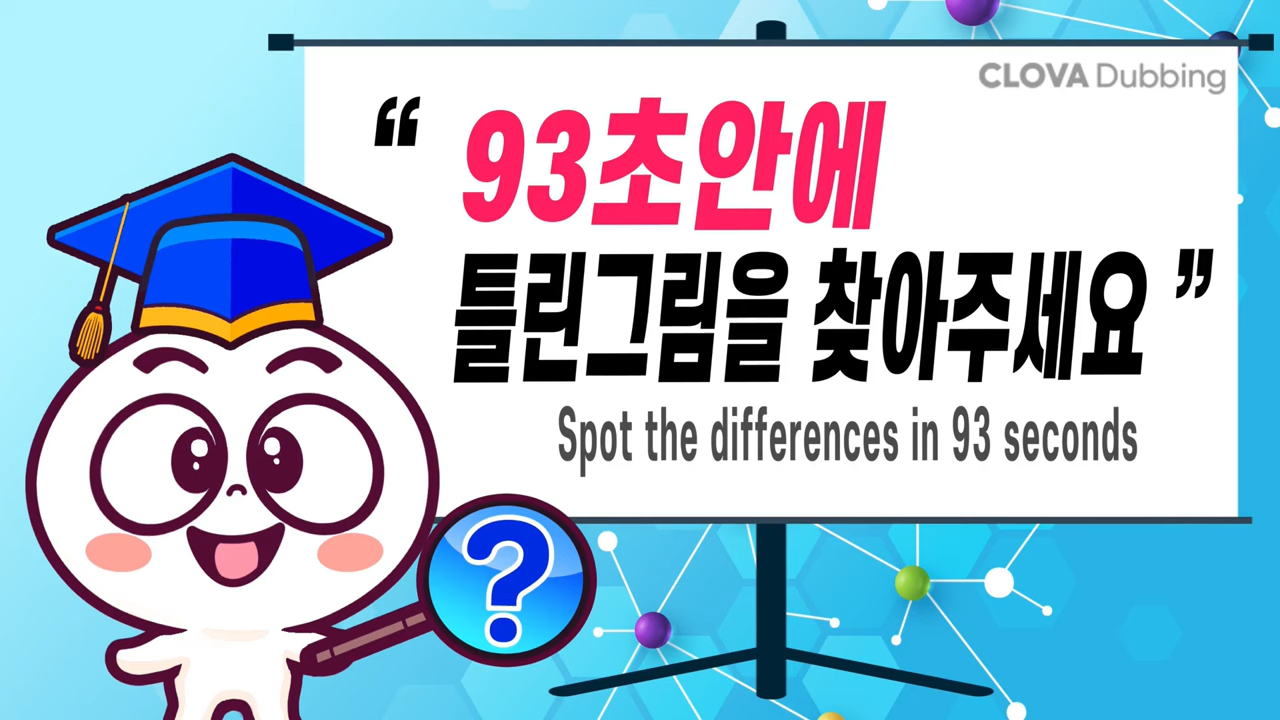 CLOVA Dubbing
“ 93초안에
틀린그림을 찾아주세요 ”
Spot the differences in 93 seconds
?